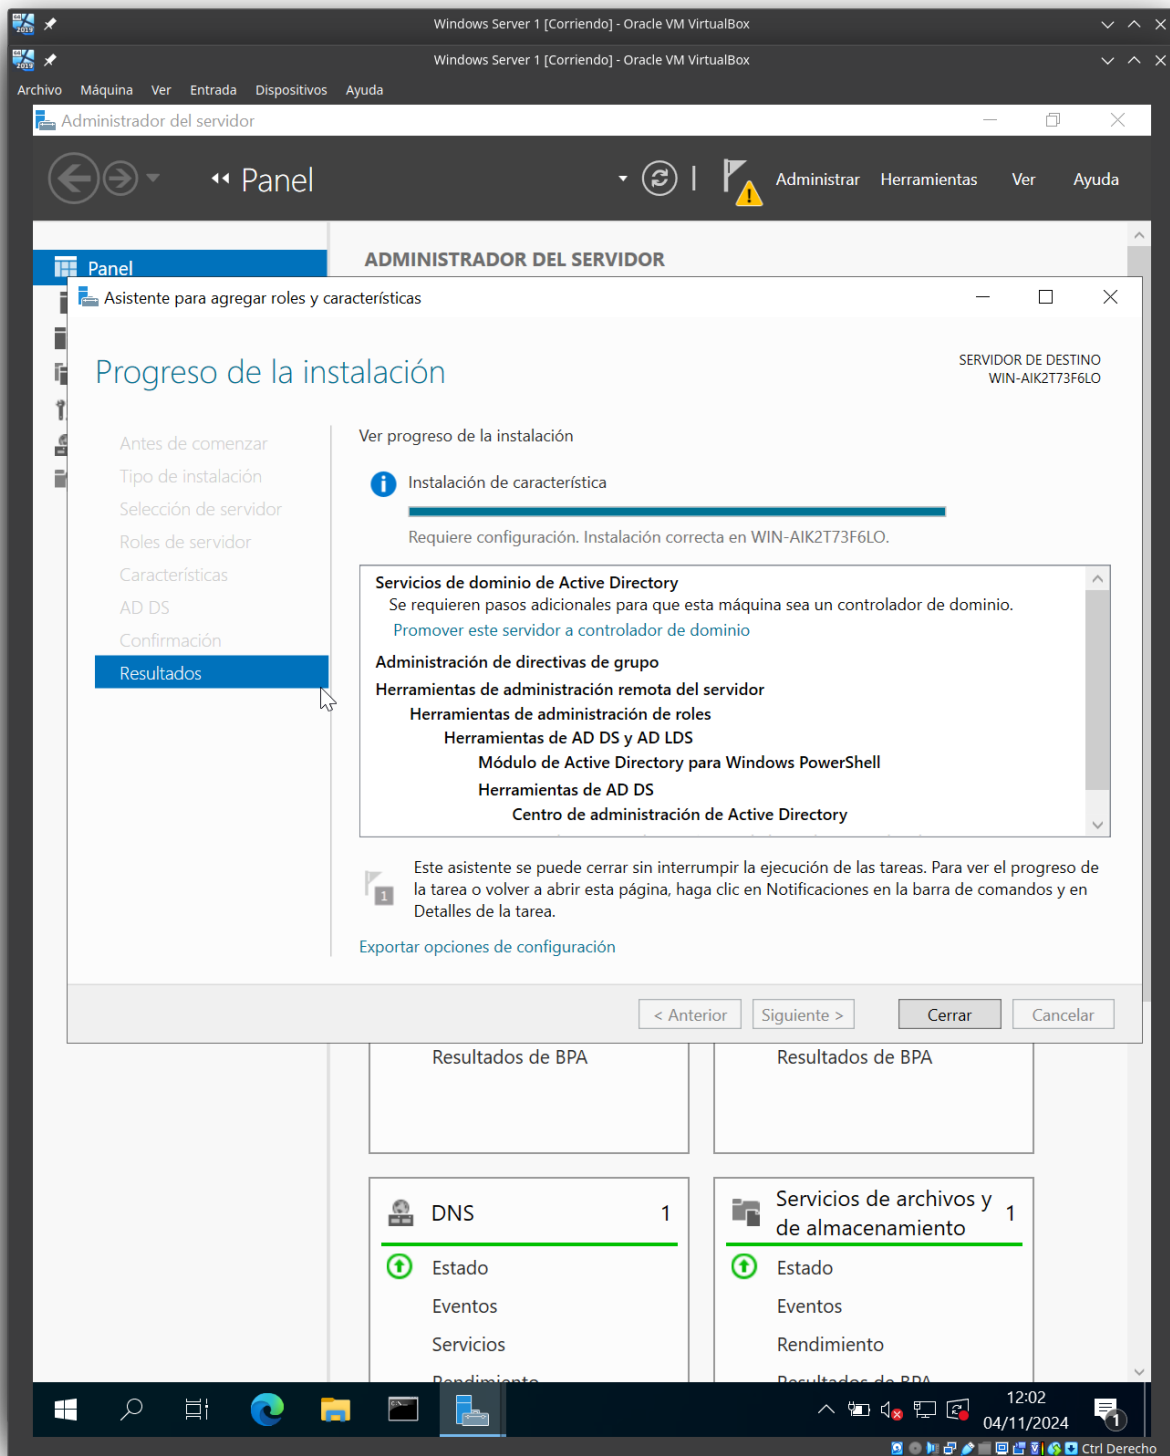 Windows Server 1 [Corriendo] - Oracle VM VirtualBox
Windows Server 1 [Corriendo] - Oracle VM VirtualBox
Archivo Máquina Ver Entrada Dispositivos Ayuda
Administrador del servidor
Panel
Administrar Herramientas Ver Ayuda
Panel
ADMINISTRADOR DEL SERVIDOR
Asistente para agregar roles y características
Progreso de la instalación
SERVIDOR DE DESTINO
WIN-AIK2T73F6LO
Antes de comenzar
Tipo de instalación
Selección de servidor
Roles de servidor
Características
AD DS
Confirmación
Resultados
Ver progreso de la instalación
Instalación de característica
Requiere configuración. Instalación correcta en WIN-AIK2T73F6LO.
Servicios de dominio de Active Directory
Se requieren pasos adicionales para que esta máquina sea un controlador de dominio.
Promover este servidor a controlador de dominio
Administración de directivas de grupo
Herramientas de administración remota del servidor
Herramientas de administración de roles
Herramientas de AD DS y AD LDS
Módulo de Active Directory para Windows PowerShell
Herramientas de AD DS
Centro de administración de Active Directory
1
Este asistente se puede cerrar sin interrumpir la ejecución de las tareas. Para ver el progreso de
la tarea o volver a abrir esta página, haga clic en Notificaciones en la barra de comandos y en
Detalles de la tarea.
Exportar opciones de configuración
< Anterior Siguiente > Cerrar Cancelar
Resultados de BPA
Resultados de BPA
DNS 1
Estado
Eventos
Servicios
Rendimiento
Servicios de archivos y
de almacenamiento 1
Estado
Eventos
Rendimiento
Resultados de BPA
12:02
04/11/2024
1
Ctrl Derecho